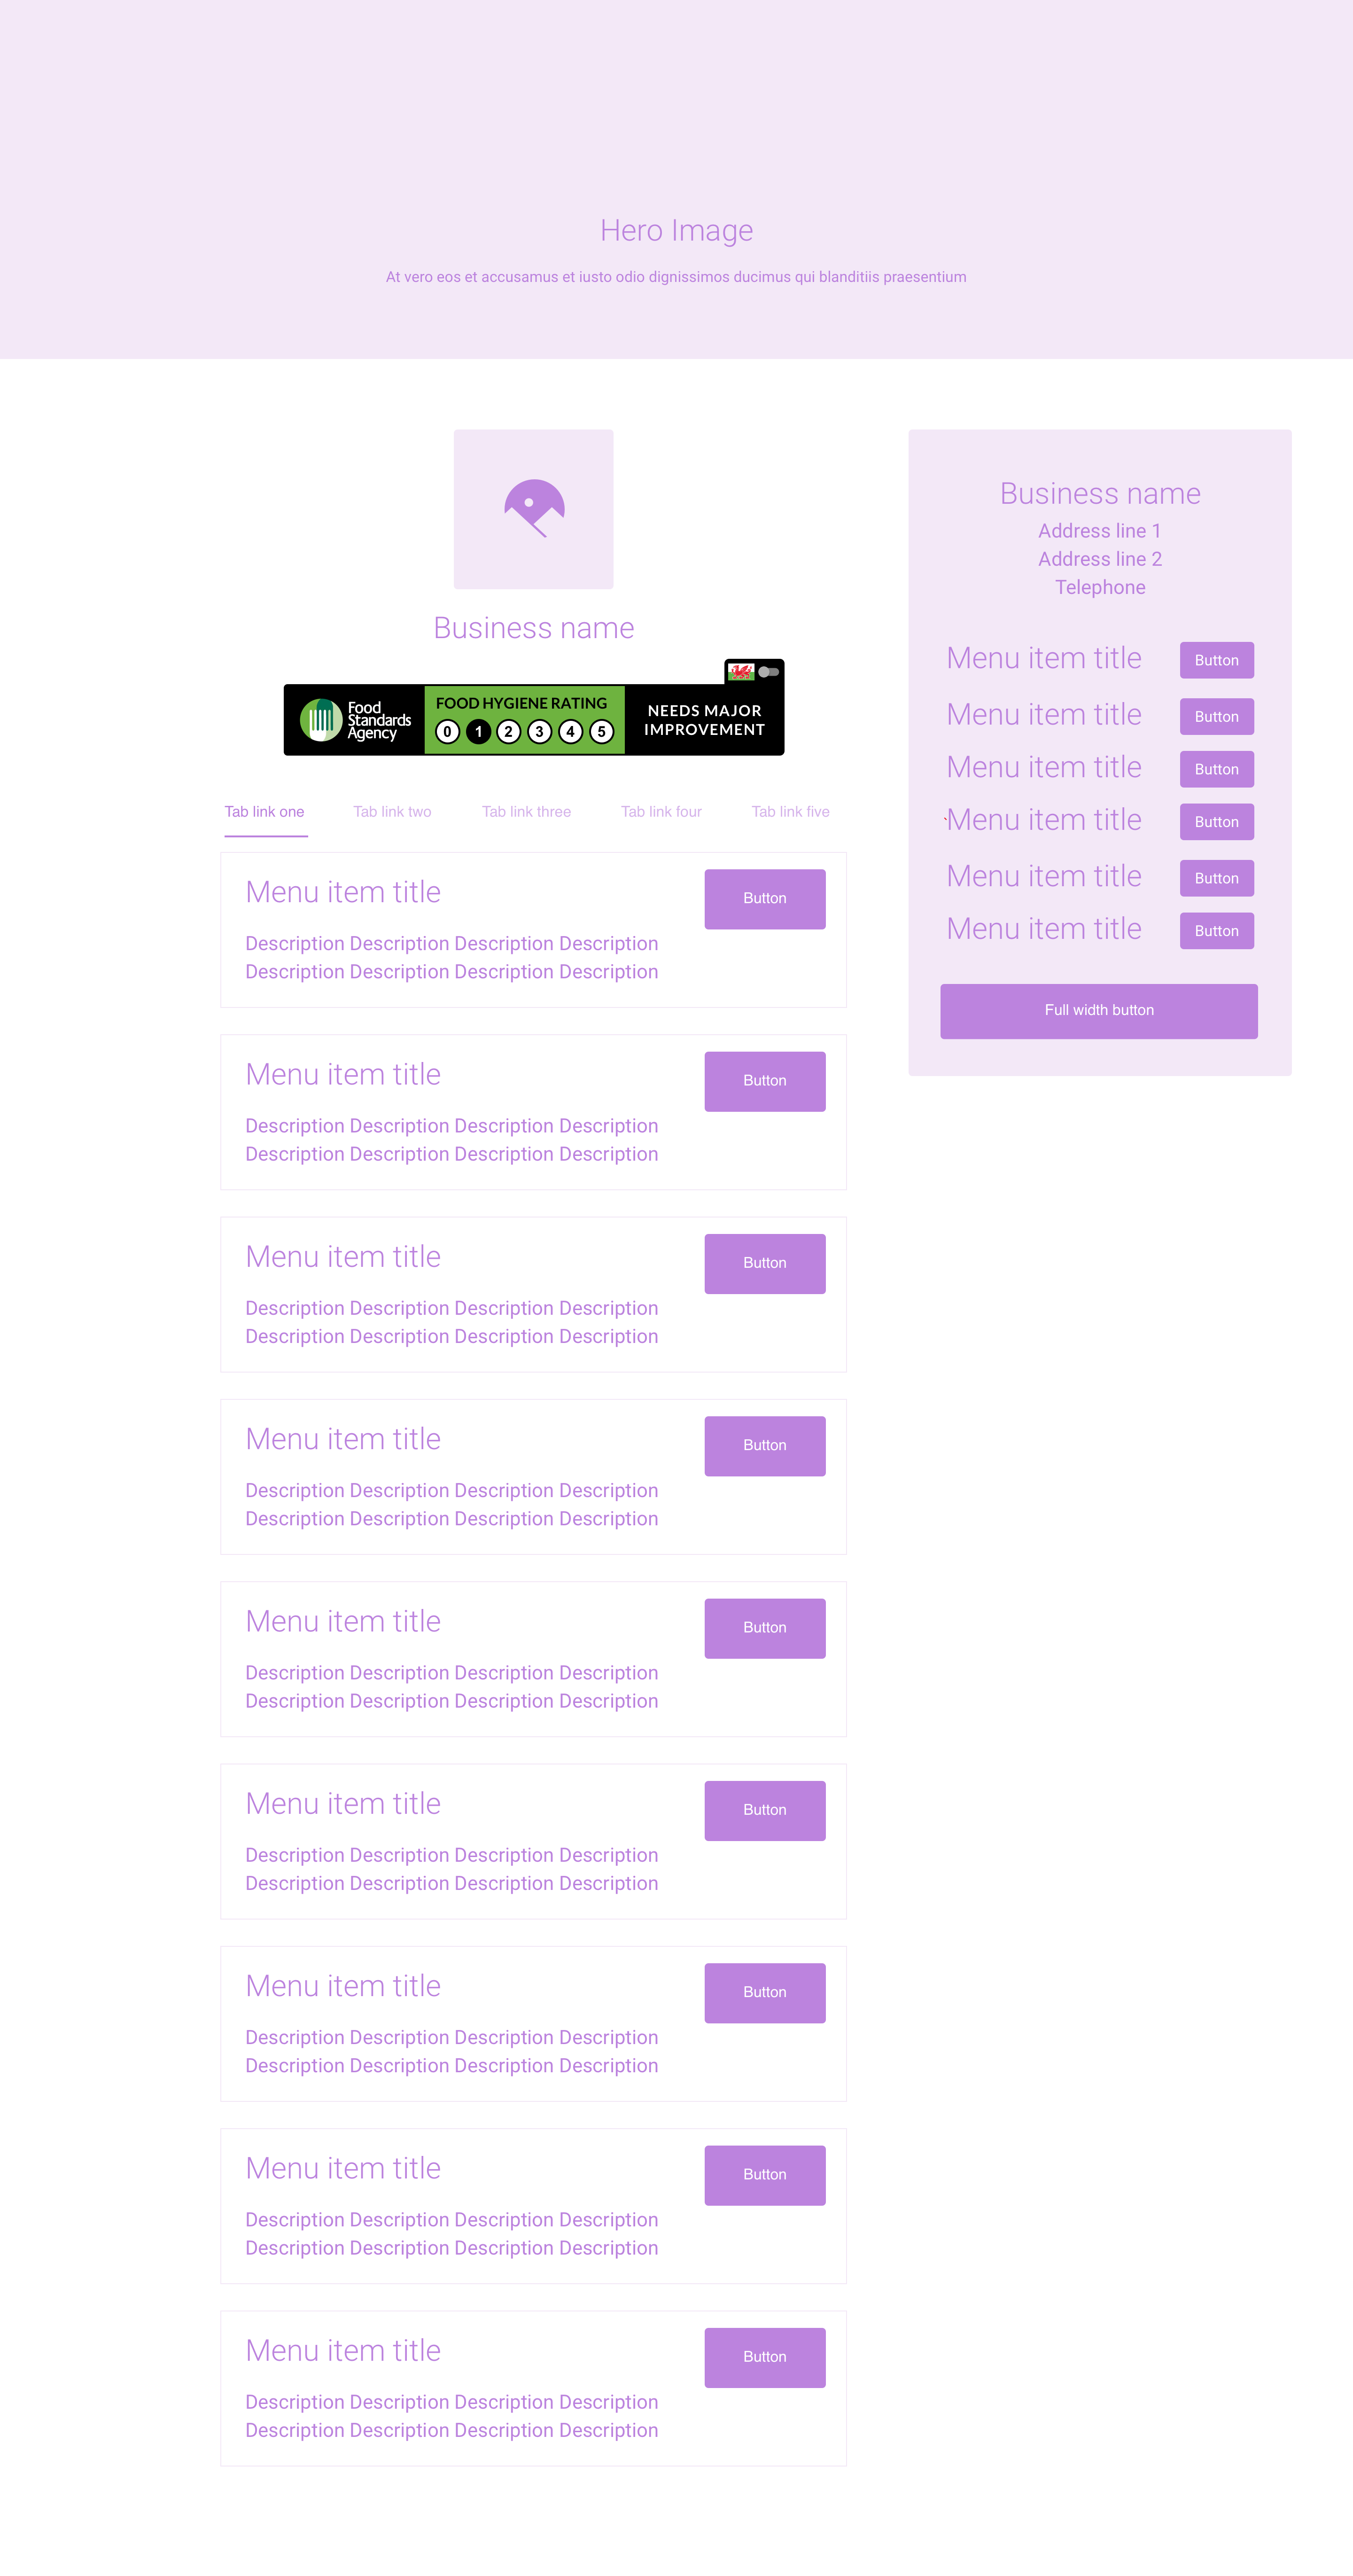 Hero Image
At vero eos et accusamus et iusto odio dignissimos ducimus qui blanditiis praesentium
Business name
Food
Standards
Agency
FOOD HYGIENE RATING
0 1 2 3 4 5
NEEDS MAJOR
IMPROVEMENT
Tab link one Tab link two Tab link three Tab link four Tab link five
Menu item title
Button
Description Description Description Description
Description Description Description Description
Menu item title
Button
Description Description Description Description
Description Description Description Description
Menu item title
Button
Description Description Description Description
Description Description Description Description
Menu item title
Button
Description Description Description Description
Description Description Description Description
Menu item title
Button
Description Description Description Description
Description Description Description Description
Menu item title
Button
Description Description Description Description
Description Description Description Description
Menu item title
Button
Description Description Description Description
Description Description Description Description
Menu item title
Button
Description Description Description Description
Description Description Description Description
Menu item title
Button
Description Description Description Description
Description Description Description Description
Business name
Address line 1
Address line 2
Telephone
Menu item title Button
Menu item title Button
Menu item title Button
Menu item title Button
Menu item title Button
Menu item title Button
Full width button